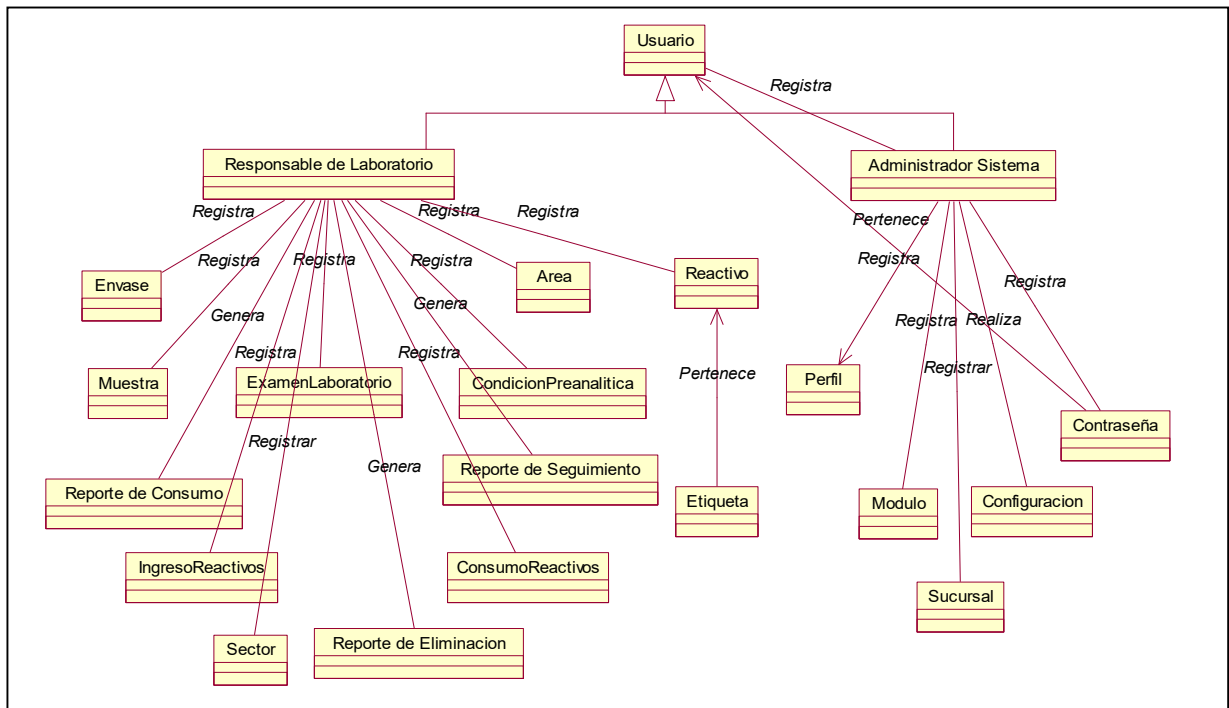 Usuario
Registra
Responsable de Laboratorio
Administrador Sistema
Registra
Registra
Registra
Pertenece
Registra
Registra
Registra
Registra
Registra
Envase
Area
Reactivo
Genera
Genera
Registra
Realiza
Registra
Registra
Registrar
Muestra
ExamenLaboratorio
CondicionPreanalitica
Pertenece
Perfil
Contraseña
Registrar
Genera
Reporte de Consumo
Reporte de Seguimiento
Etiqueta
Modulo
Configuracion
IngresoReactivos
ConsumoReactivos
Sucursal
Sector
Reporte de Eliminacion